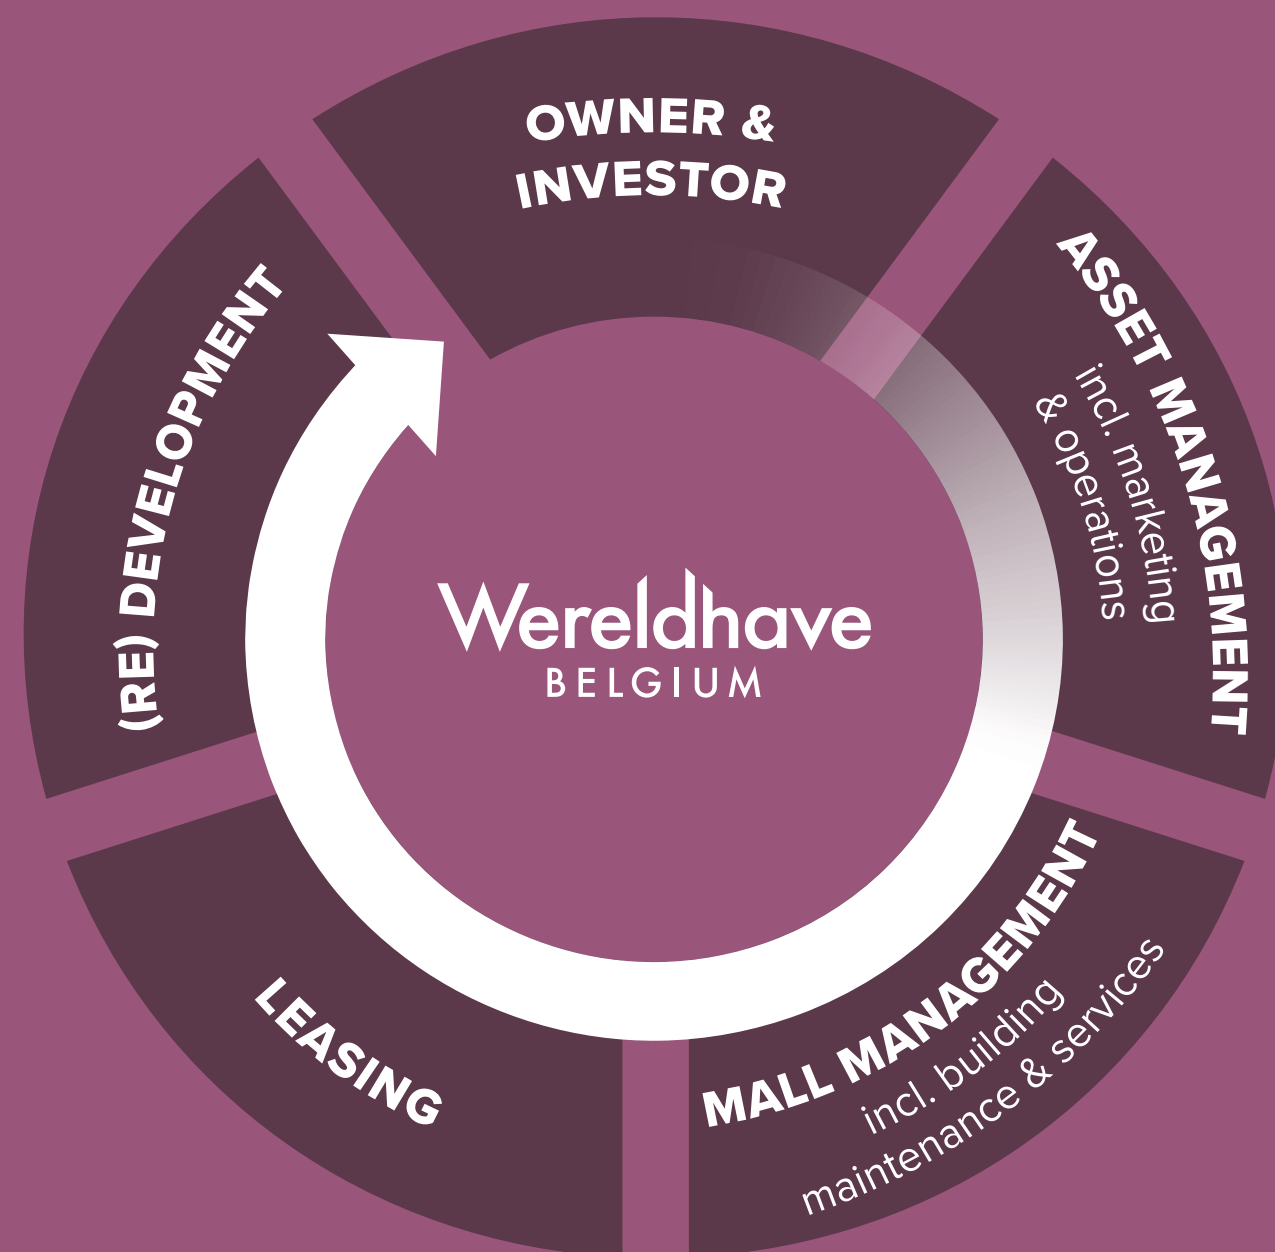 OWNER &
INVESTOR
ASSET MANAGEMENT
incl. marketing
& operations
MALL MANAGEMENT
incl. building
maintenance & services
LEASING
(RE) DEVELOPMENT
Wereldhave
BELGIUM